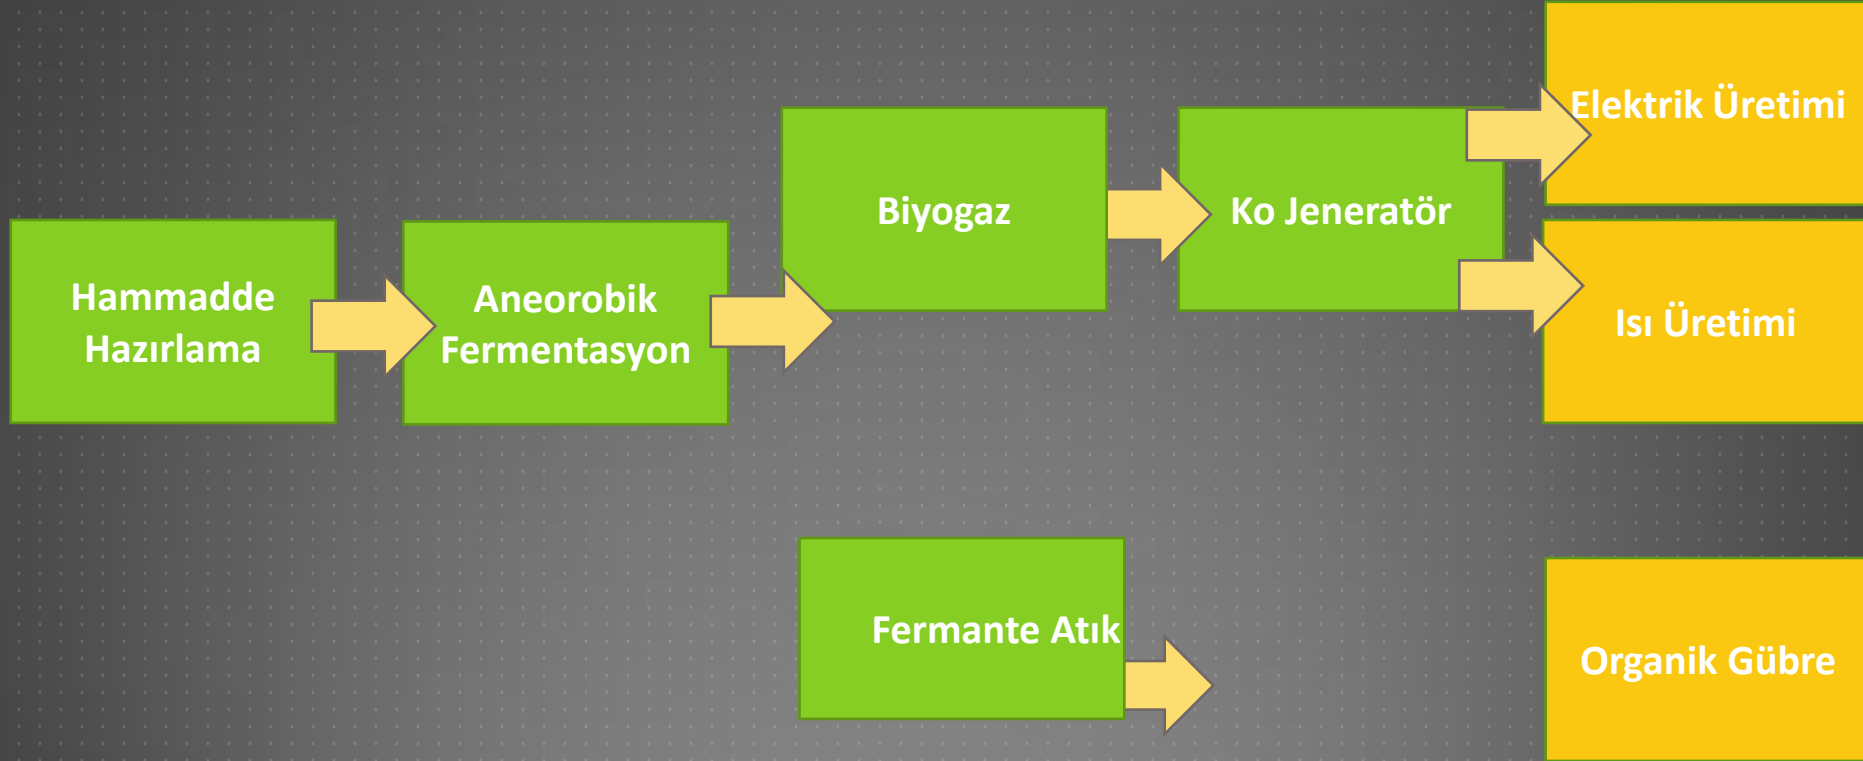 Hammadde
Hazırlama
Aneorobik
Fermentasyon
Biyogaz
Ko Jeneratör
Elektrik Üretimi
Isı Üretimi
Fermante Atık
Organik Gübre